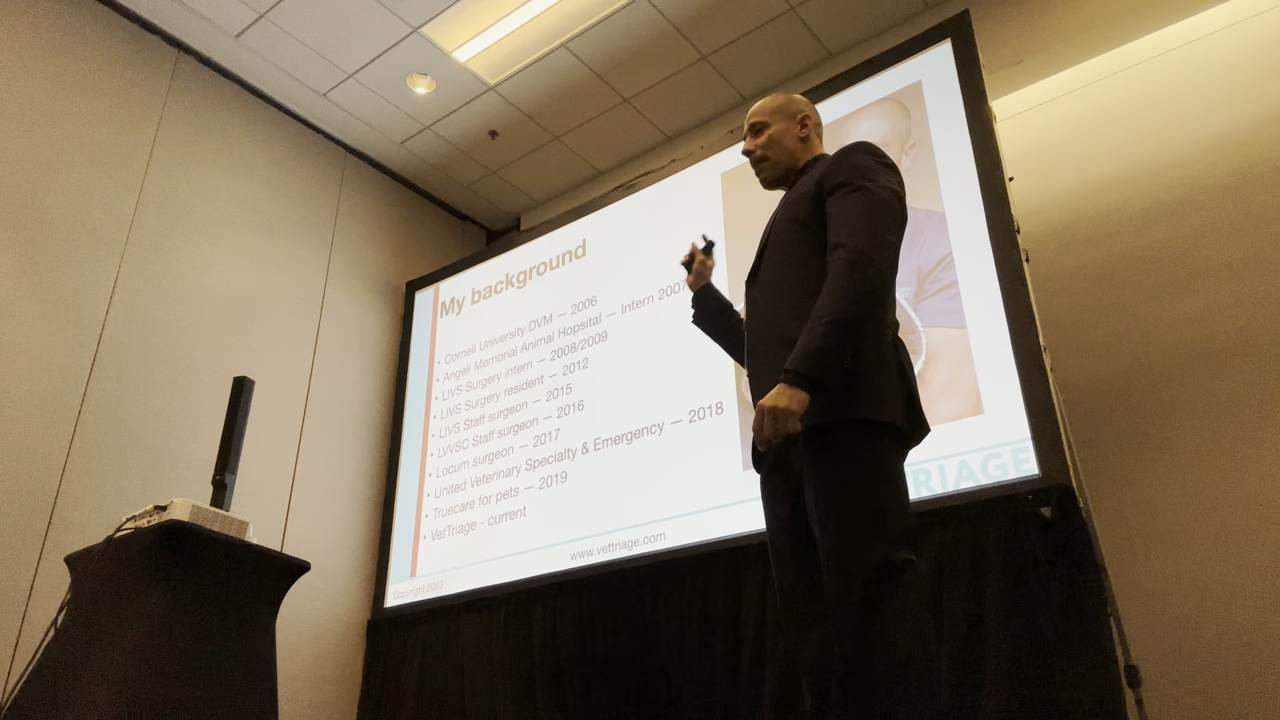 My background
• Cornell University DVM – 2006
• Angell Memorial Animal Hopsital – Intern 2007
• LIVS Surgery intern – 2008/2009
• LIVS Surgery resident – 2012
• LIVS Staff surgeon – 2015
• LVVSC Staff surgeon – 2016
• Locum surgeon – 2017
• United Veterinary Specialty & Emergency – 2018
• Truecare for pets – 2019
• VetTriage - current
www.vettriage.com
RIAGE
Copyright 2023